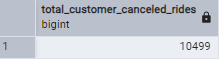 total_customer_canceled_rides
bigint
1 10499